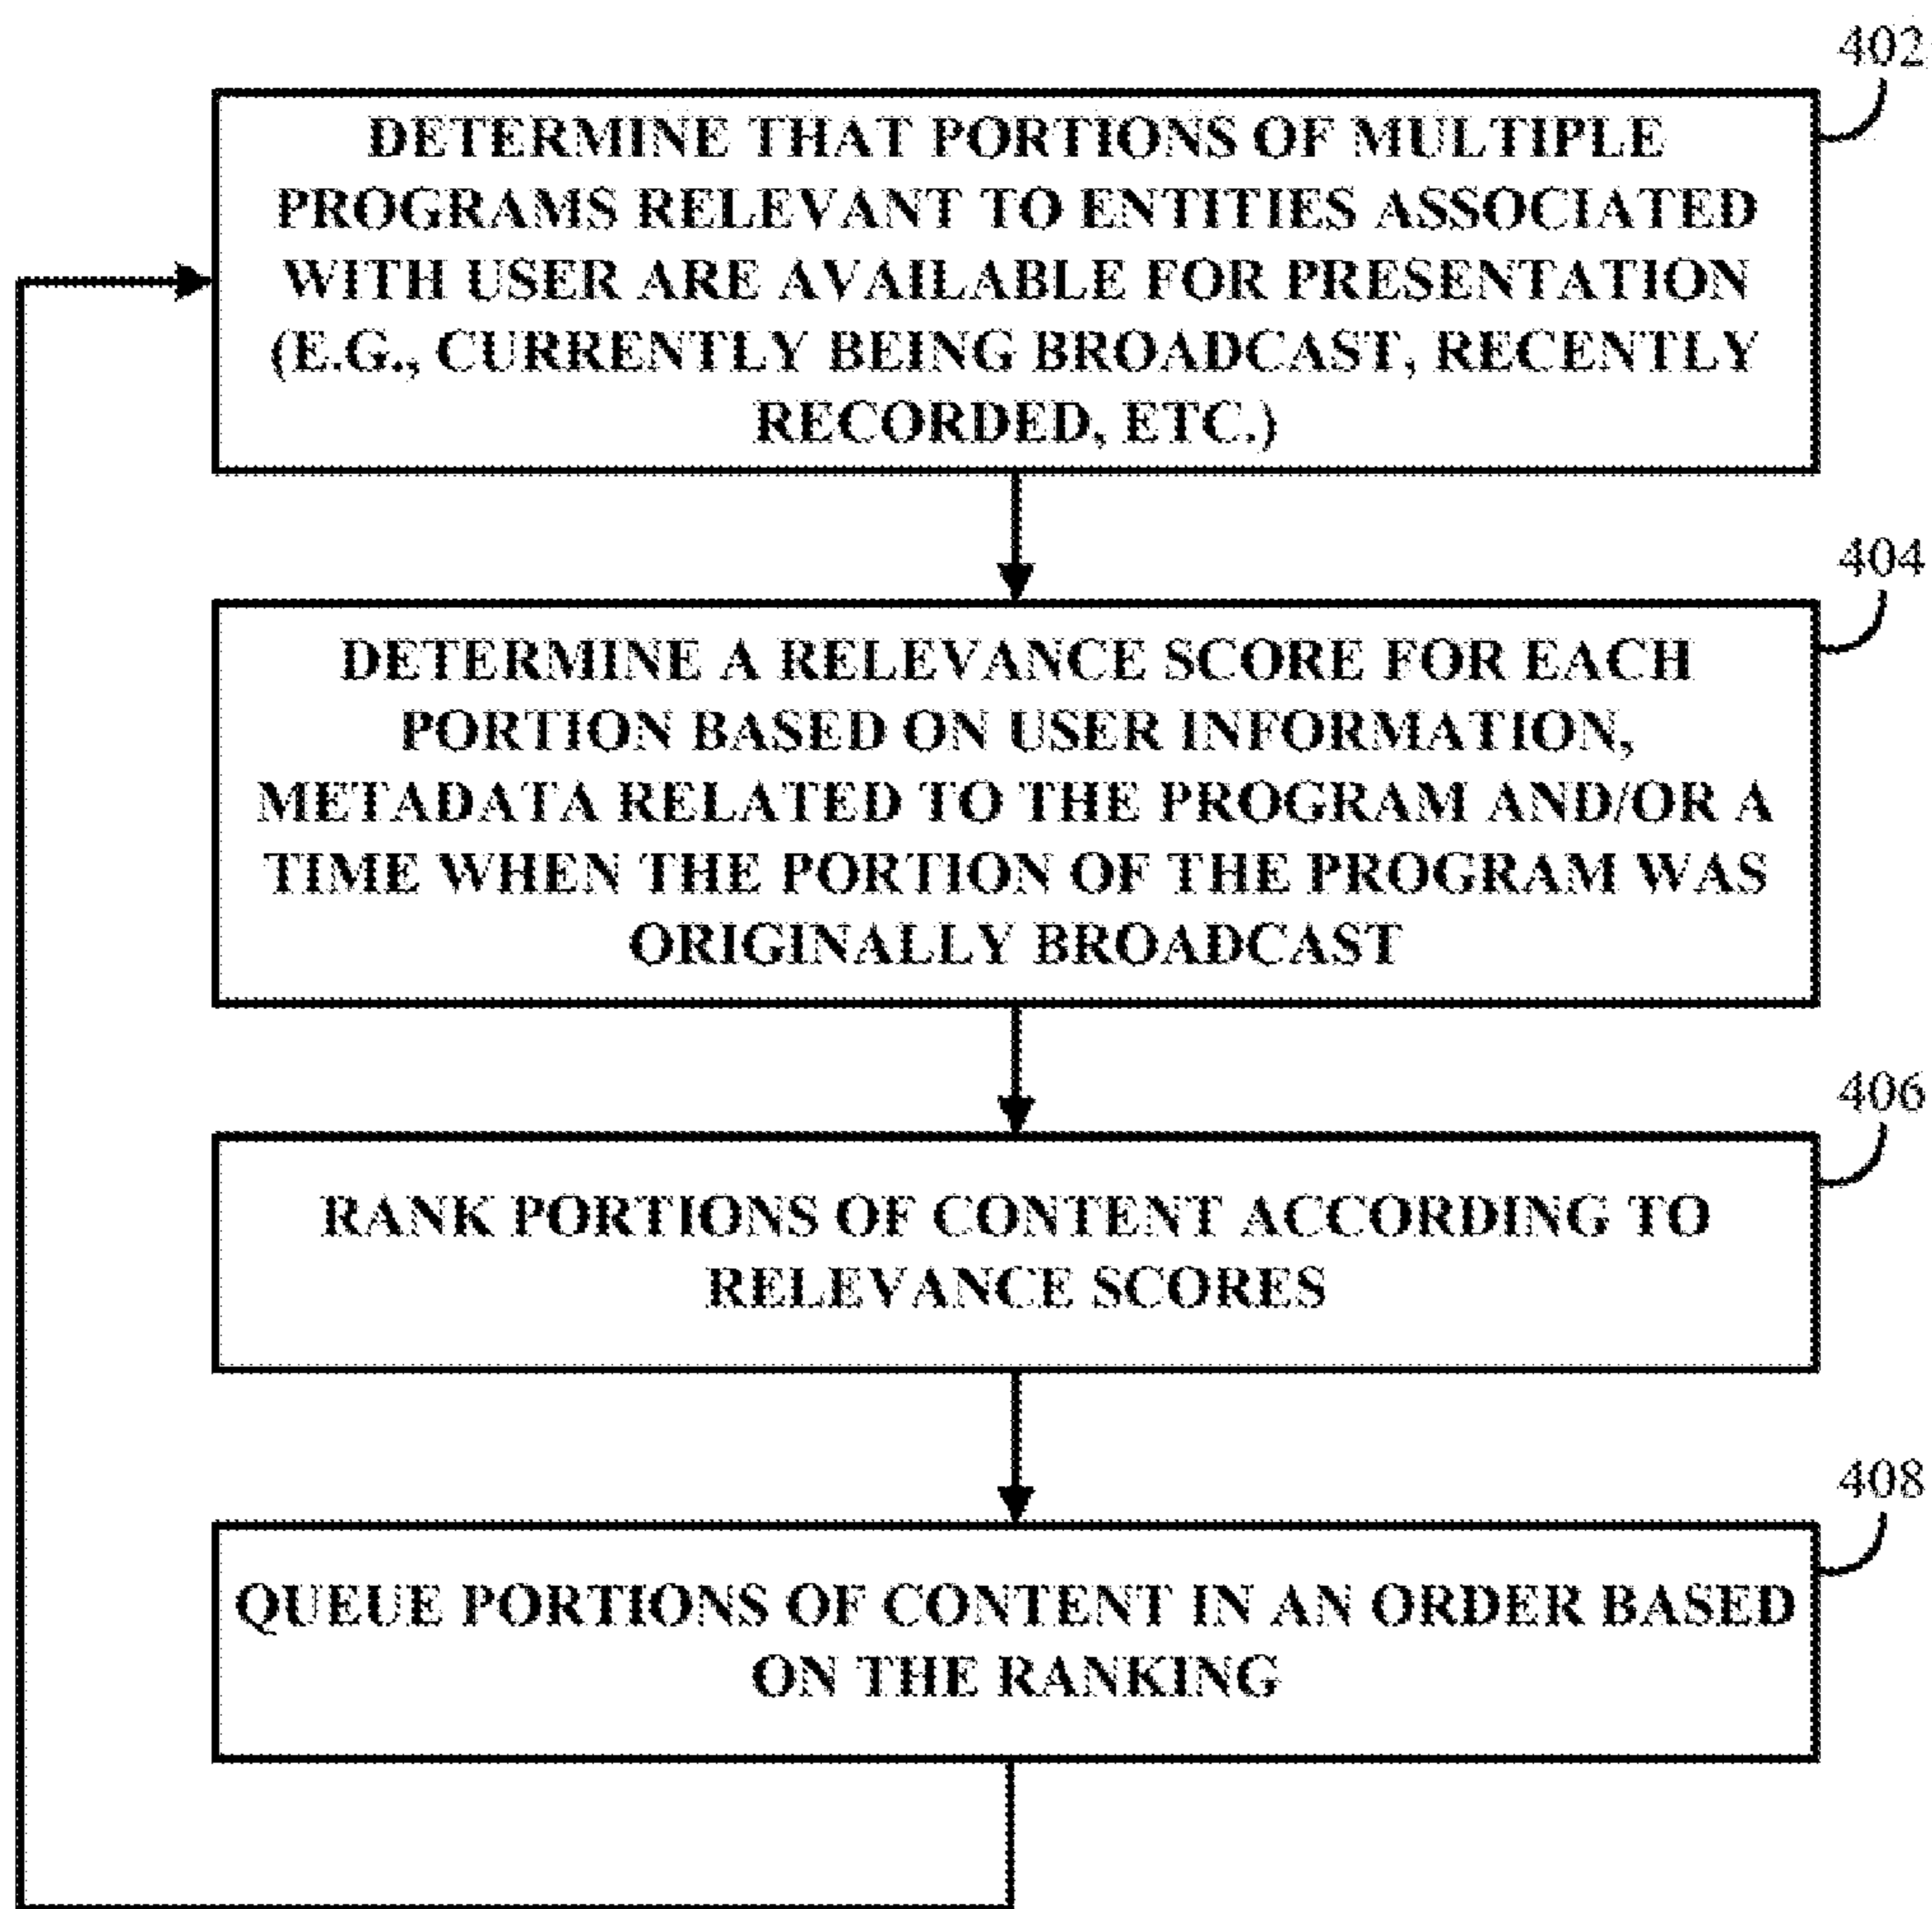 402
DETERMINE THAT PORTIONS OF MULTIPLE
PROGRAMS RELEVANT TO ENTITIES ASSOCIATED
WITH USER ARE AVAILABLE FOR PRESENTATION
(E.G., CURRENTLY BEING BROADCAST, RECENTLY
RECORDED, ETC.)
404
DETERMINE A RELEVANCE SCORE FOR EACH
PORTION BASED ON USER INFORMATION,
METADATA RELATED TO THE PROGRAM AND/OR A
TIME WHEN THE PORTION OF THE PROGRAM WAS
ORIGINALLY BROADCAST
406
RANK PORTIONS OF CONTENT ACCORDING TO
RELEVANCE SCORES
408
QUEUE PORTIONS OF CONTENT IN AN ORDER BASED
ON THE RANKING